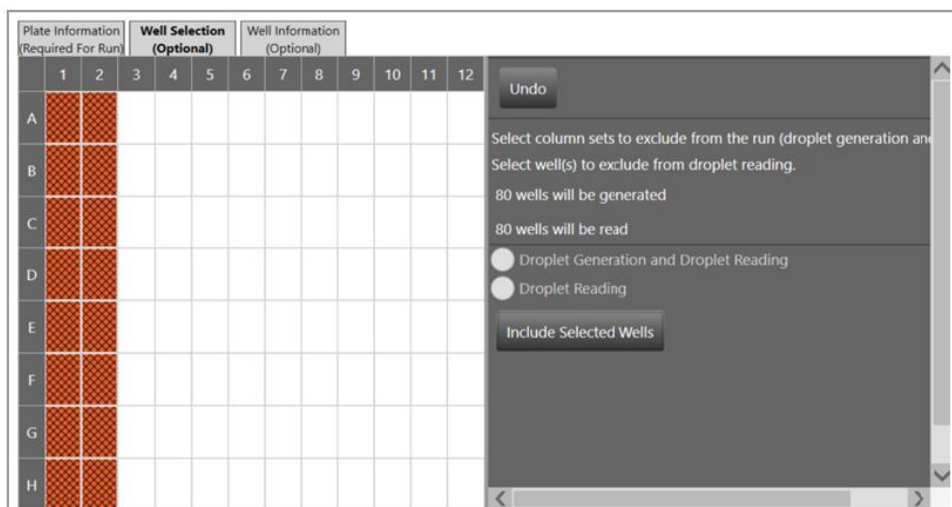 Plate Information
(Required For Run)
Well Selection
(Optional)
Well Information
(Optional)
1 2 3 4 5 6 7 8 9 10 11 12
A
B
C
D
E
F
G
H
Undo
Select column sets to exclude from the run (droplet generation an
Select well(s) to exclude from droplet reading.
80 wells will be generated
80 wells will be read
Droplet Generation and Droplet Reading
Droplet Reading
Include Selected Wells